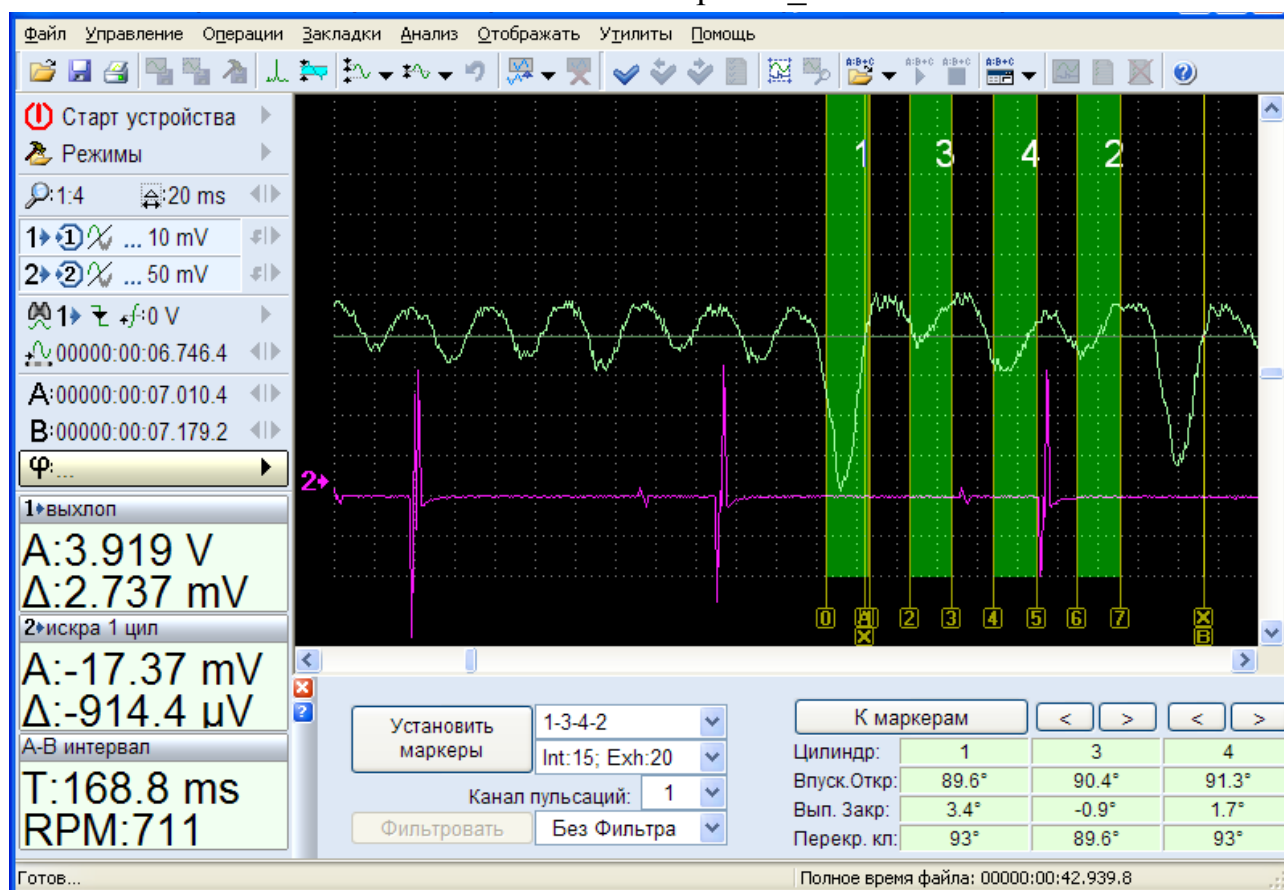 Файл Управление Операции Закладки Анализ Отображать Утилиты Помощь
A:B+C A:B+C A:B+C A:B+C
Старт устройства
Режимы
:1:4 :20 ms
1 1 ... 10 mV
2 2 ... 50 mV
1 f:0 V
00000:00:06.746.4
A:00000:00:07.010.4
B:00000:00:07.179.2
φ:...
1 3 4 2
2
0 A 2 3 4 5 6 7 X
X B
1 выхлоп
A:3.919 V
Δ:2.737 mV
2 искра 1 цил
A:-17.37 mV
Δ:-914.4 µV
A-B интервал
T:168.8 ms
RPM:711
Установить маркеры
1-3-4-2
Int:15; Exh:20
Канал пульсаций: 1
Фильтровать Без Фильтра
К маркерам < > < >
Цилиндр: 1 3 4
Впуск.Откр: 89.6° 90.4° 91.3°
Вып. Закр: 3.4° -0.9° 1.7°
Перекр. кл: 93° 89.6° 93°
Готов... Полное время файла: 00000:00:42.939.8